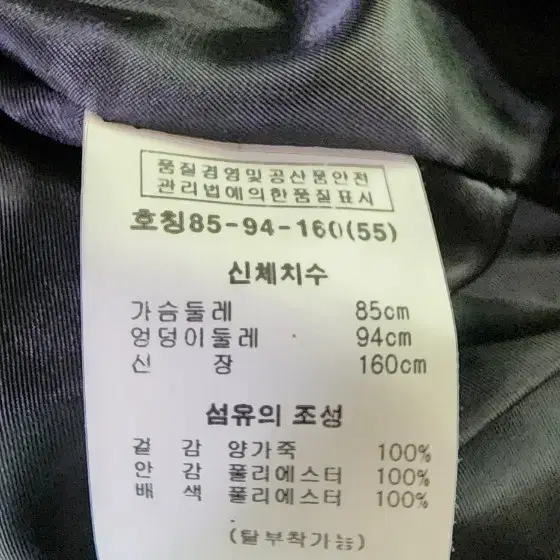 품질경영및공산품안전
관리법에의한품질표시
호칭85-94-160(55)
신체치수
가슴둘레 85cm
엉덩이둘레 94cm
신 장 160cm
섬유의 조성
겉 감 양가죽 100%
안 감 폴리에스터 100%
배 색 폴리에스터 100%
(탈부착가능)